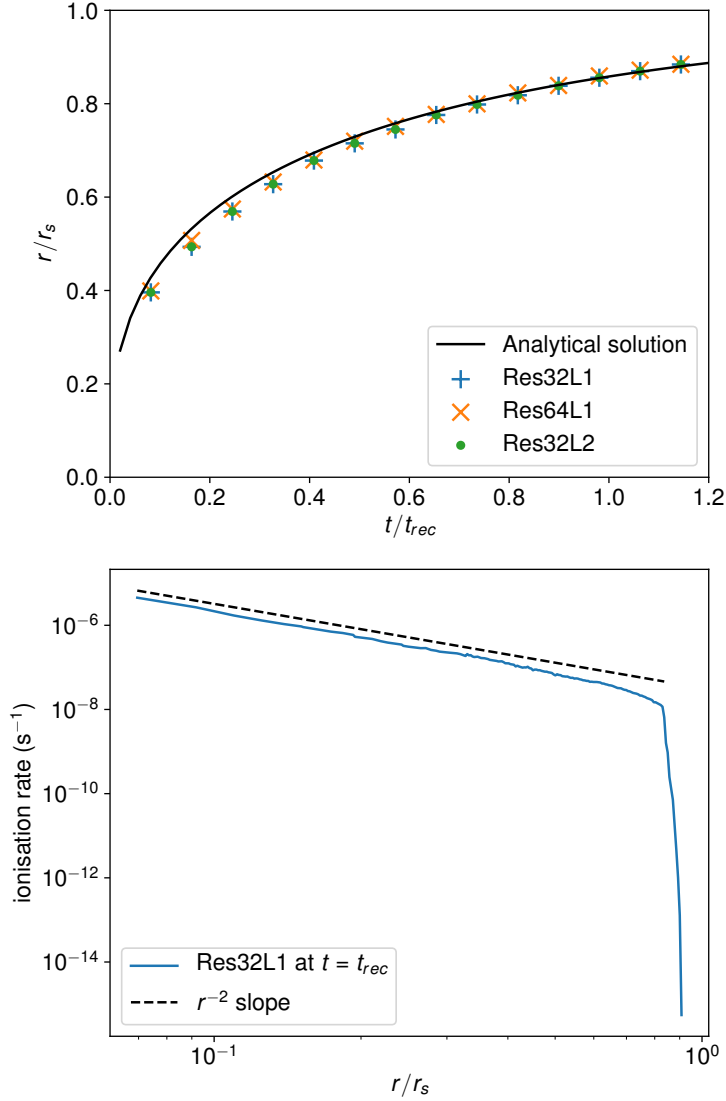 1.0
0.8
0.6
0.4
0.2
0.0
r/r_s
0.0 0.2 0.4 0.6 0.8 1.0 1.2
t/t_rec
Analytical solution
Res32L1
Res64L1
Res32L2
10⁻⁶
10⁻⁸
10⁻¹⁰
10⁻¹²
10⁻¹⁴
ionisation rate (s⁻¹)
Res32L1 at t = t_rec
r⁻² slope
10⁻¹ 10⁰
r/r_s